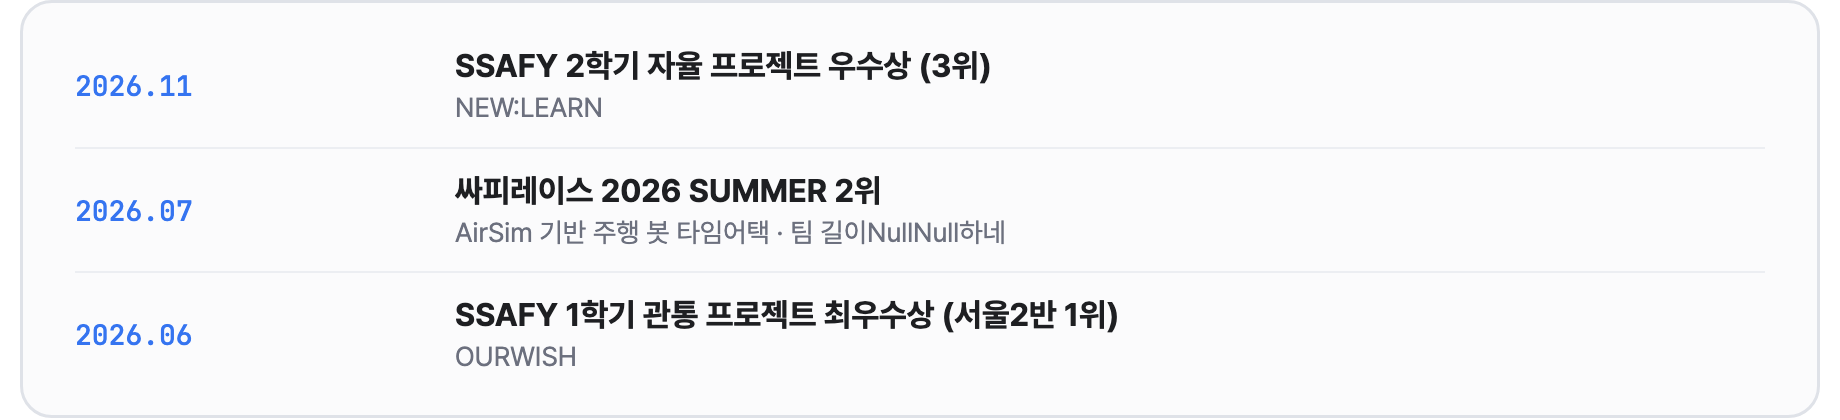 2026.11
SSAFY 2학기 자율 프로젝트 우수상 (3위)
NEW:LEARN
2026.07
싸피레이스 2026 SUMMER 2위
AirSim 기반 주행 봇 타임어택 · 팀 길이NullNull하네
2026.06
SSAFY 1학기 관통 프로젝트 최우수상 (서울2반 1위)
OURWISH